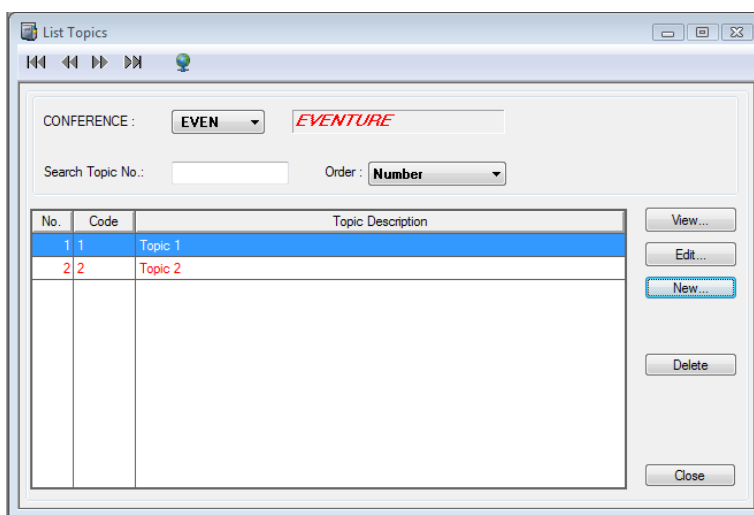 List Topics
CONFERENCE : EVEN EVENTURE
Search Topic No.: Order : Number
No. Code Topic Description View...
1 1 Topic 1 Edit...
2 2 Topic 2
New...
Delete
Close